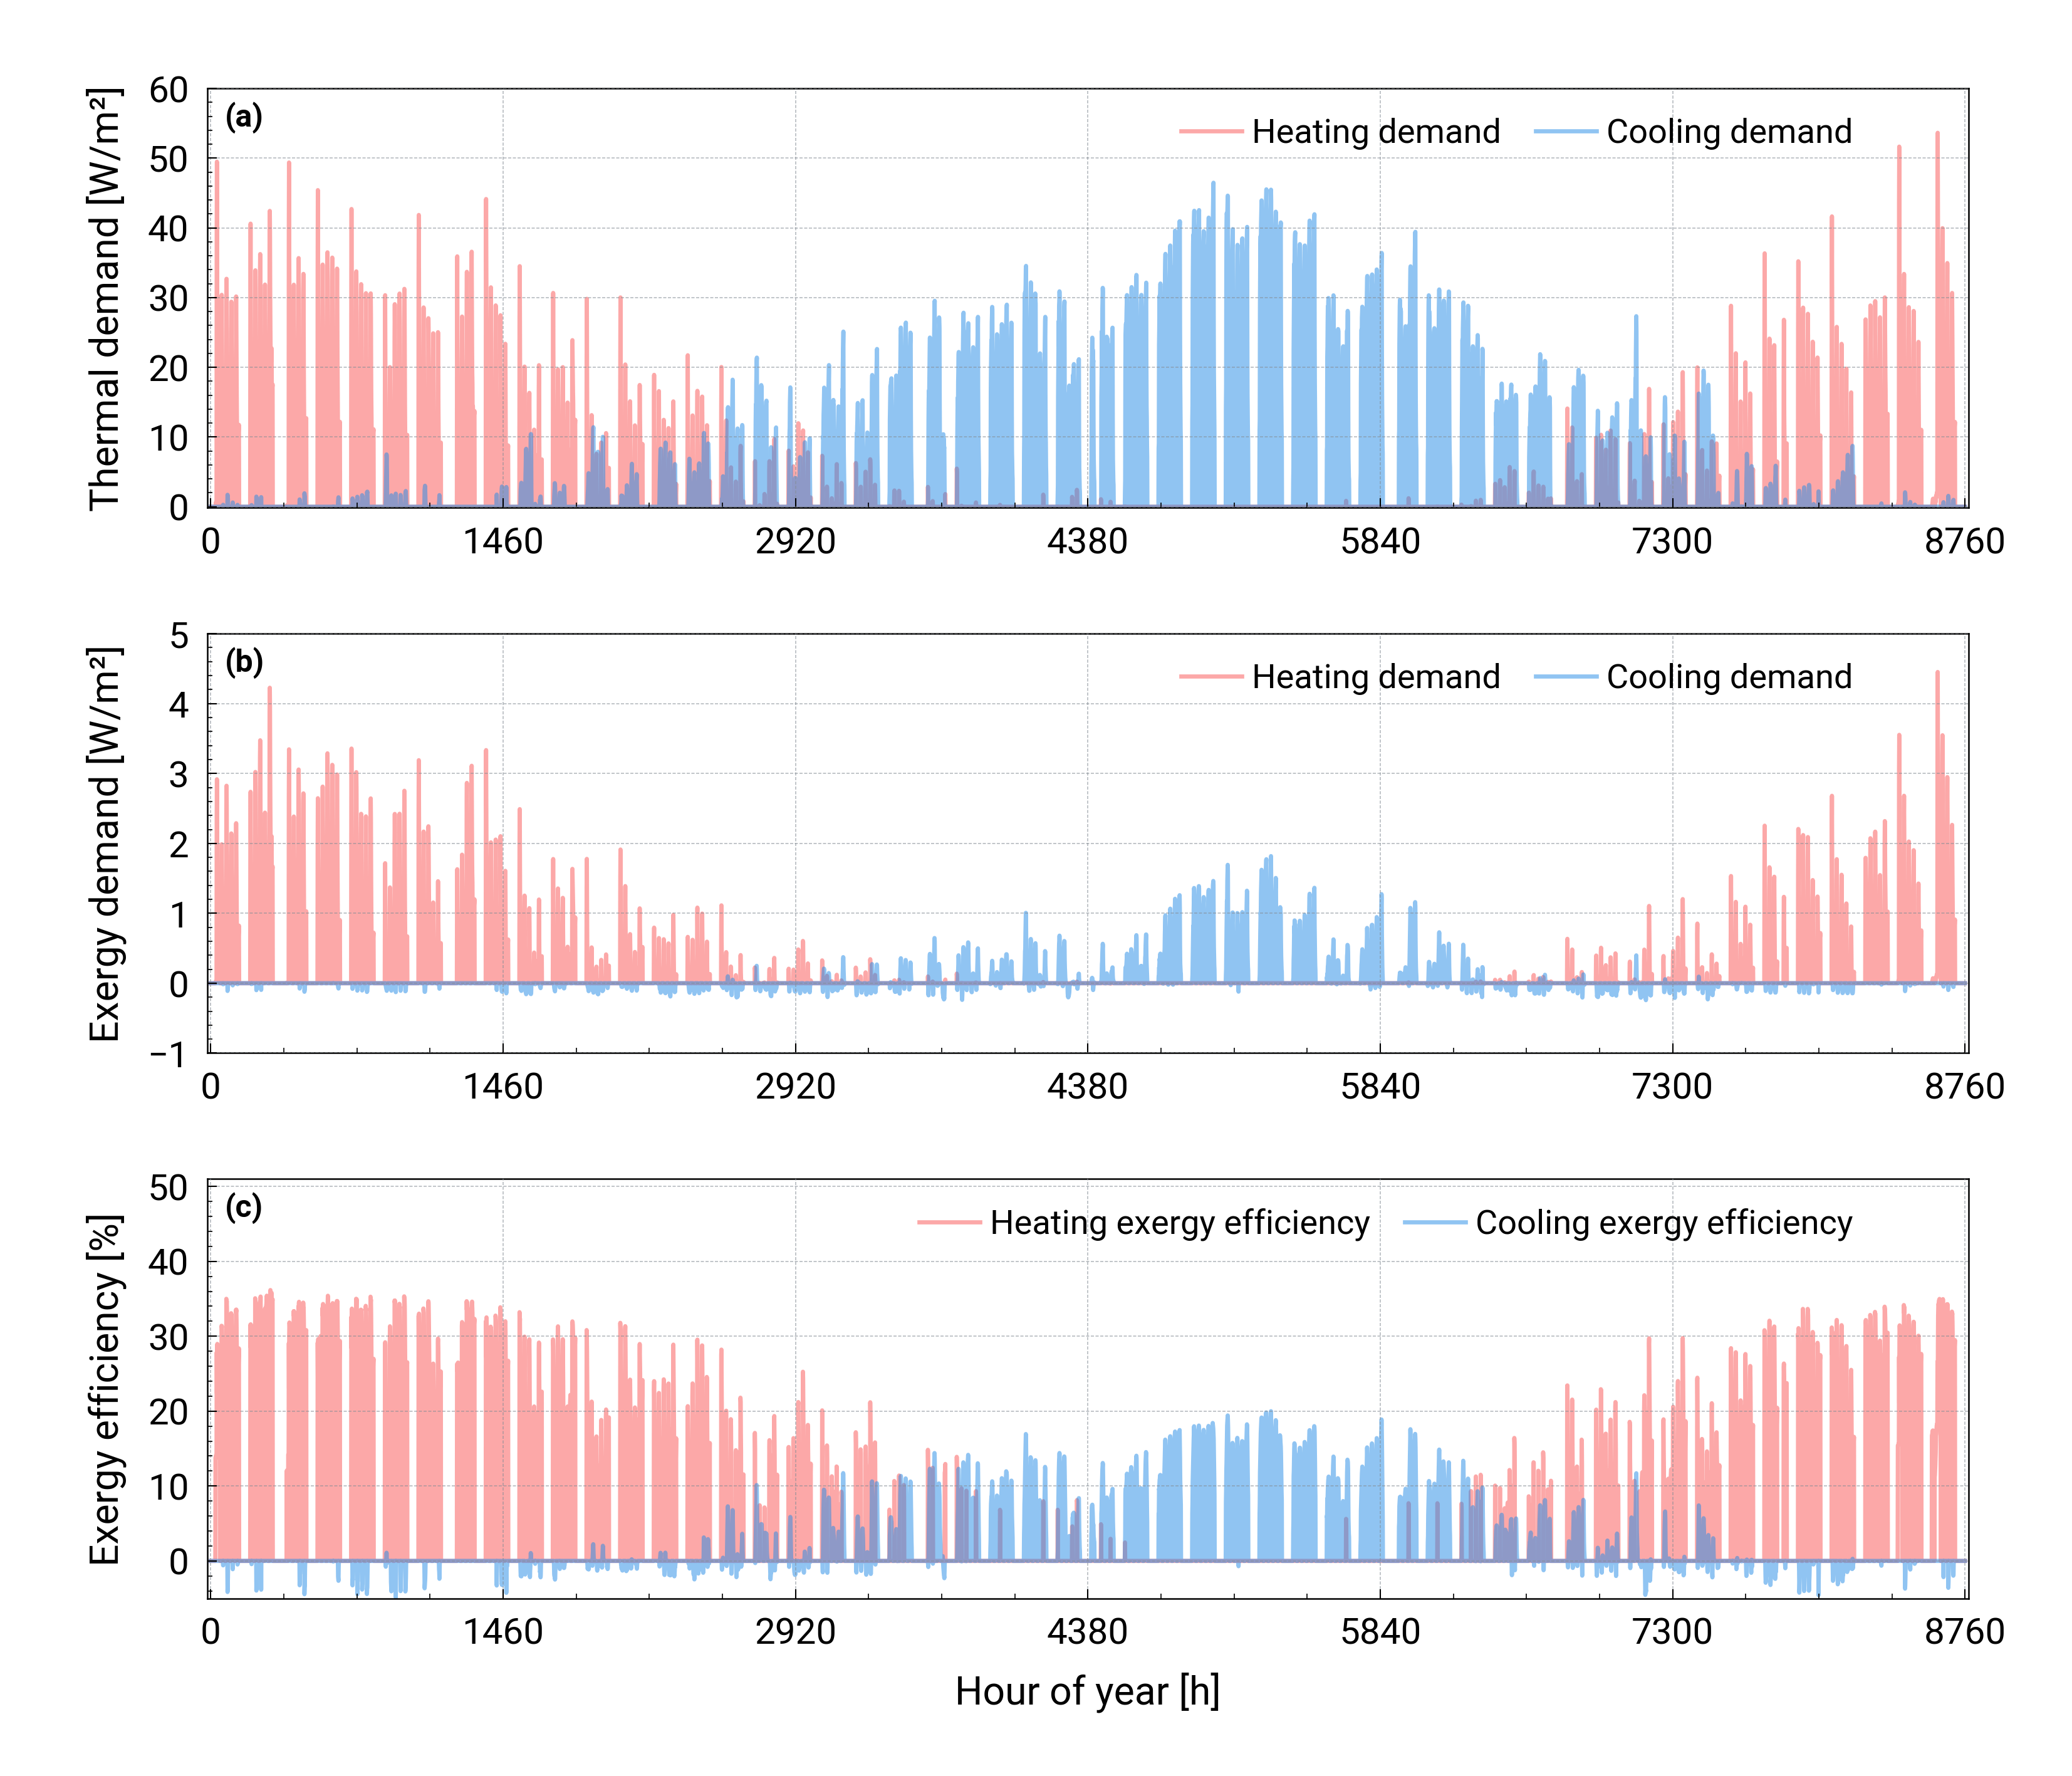 (a)
Heating demand Cooling demand
Thermal demand [W/m²]
60
50
40
30
20
10
0
0 1460 2920 4380 5840 7300 8760
(b)
Heating demand Cooling demand
Exergy demand [W/m²]
5
4
3
2
1
0
−1
0 1460 2920 4380 5840 7300 8760
(c)
Heating exergy efficiency Cooling exergy efficiency
Exergy efficiency [%]
50
40
30
20
10
0
0 1460 2920 4380 5840 7300 8760
Hour of year [h]